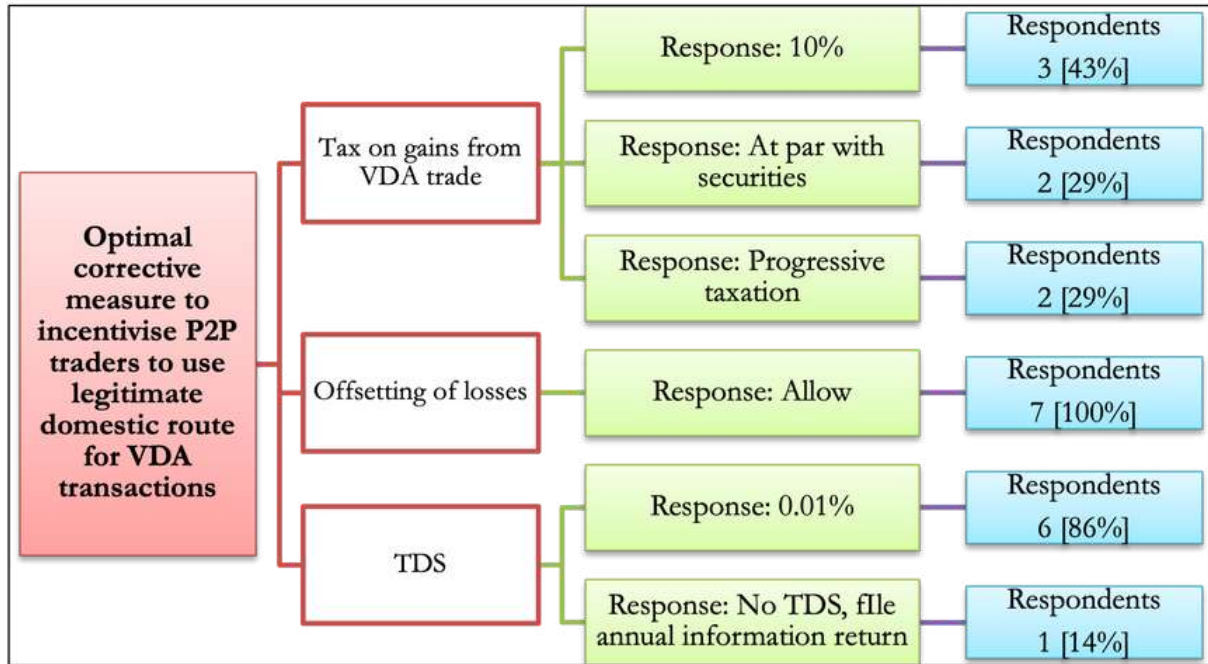 Optimal
corrective
measure to
incentivise P2P
traders to use
legitimate
domestic route
for VDA
transactions
Tax on gains from
VDA trade
Response: 10%
Respondents
3 [43%]
Response: At par with
securities
Respondents
2 [29%]
Response: Progressive
taxation
Respondents
2 [29%]
Offsetting of losses
Response: Allow
Respondents
7 [100%]
TDS
Response: 0.01%
Respondents
6 [86%]
Response: No TDS, fIle
annual information return
Respondents
1 [14%]